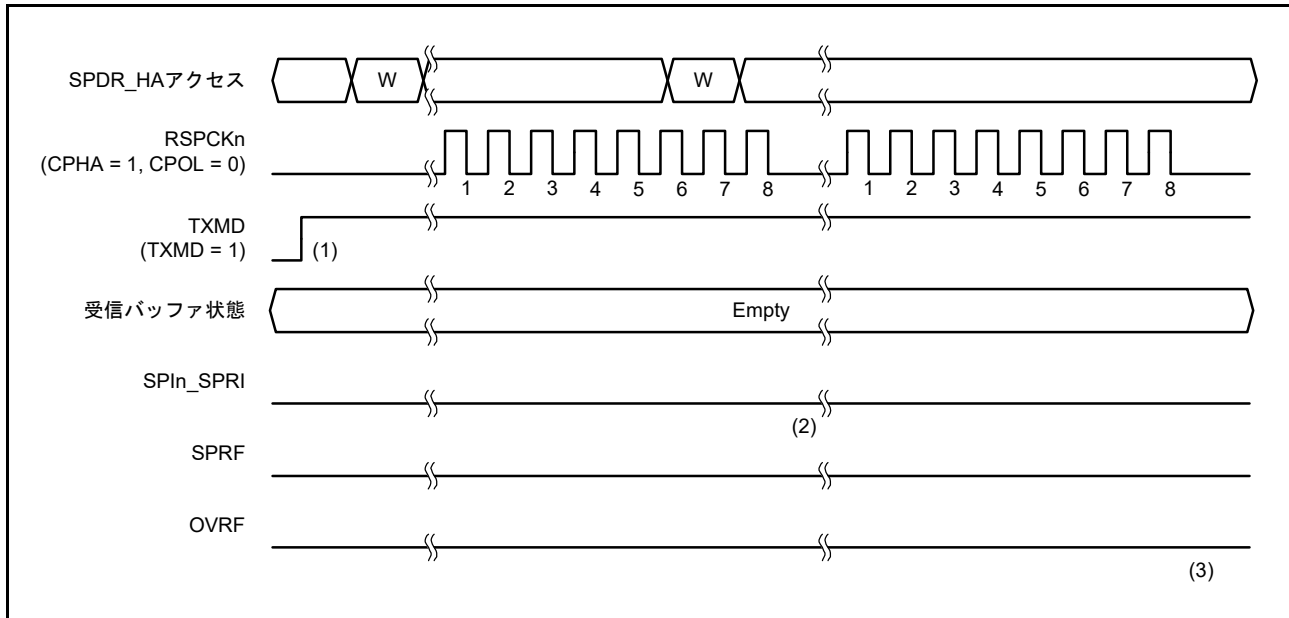 SPDR_HAアクセス
W
W
RSPCKn
(CPHA = 1, CPOL = 0)
1 2 3 4 5 6 7 8
1 2 3 4 5 6 7 8
TXMD
(TXMD = 1)
(1)
受信バッファ状態
Empty
SPIn_SPRI
(2)
SPRF
OVRF
(3)